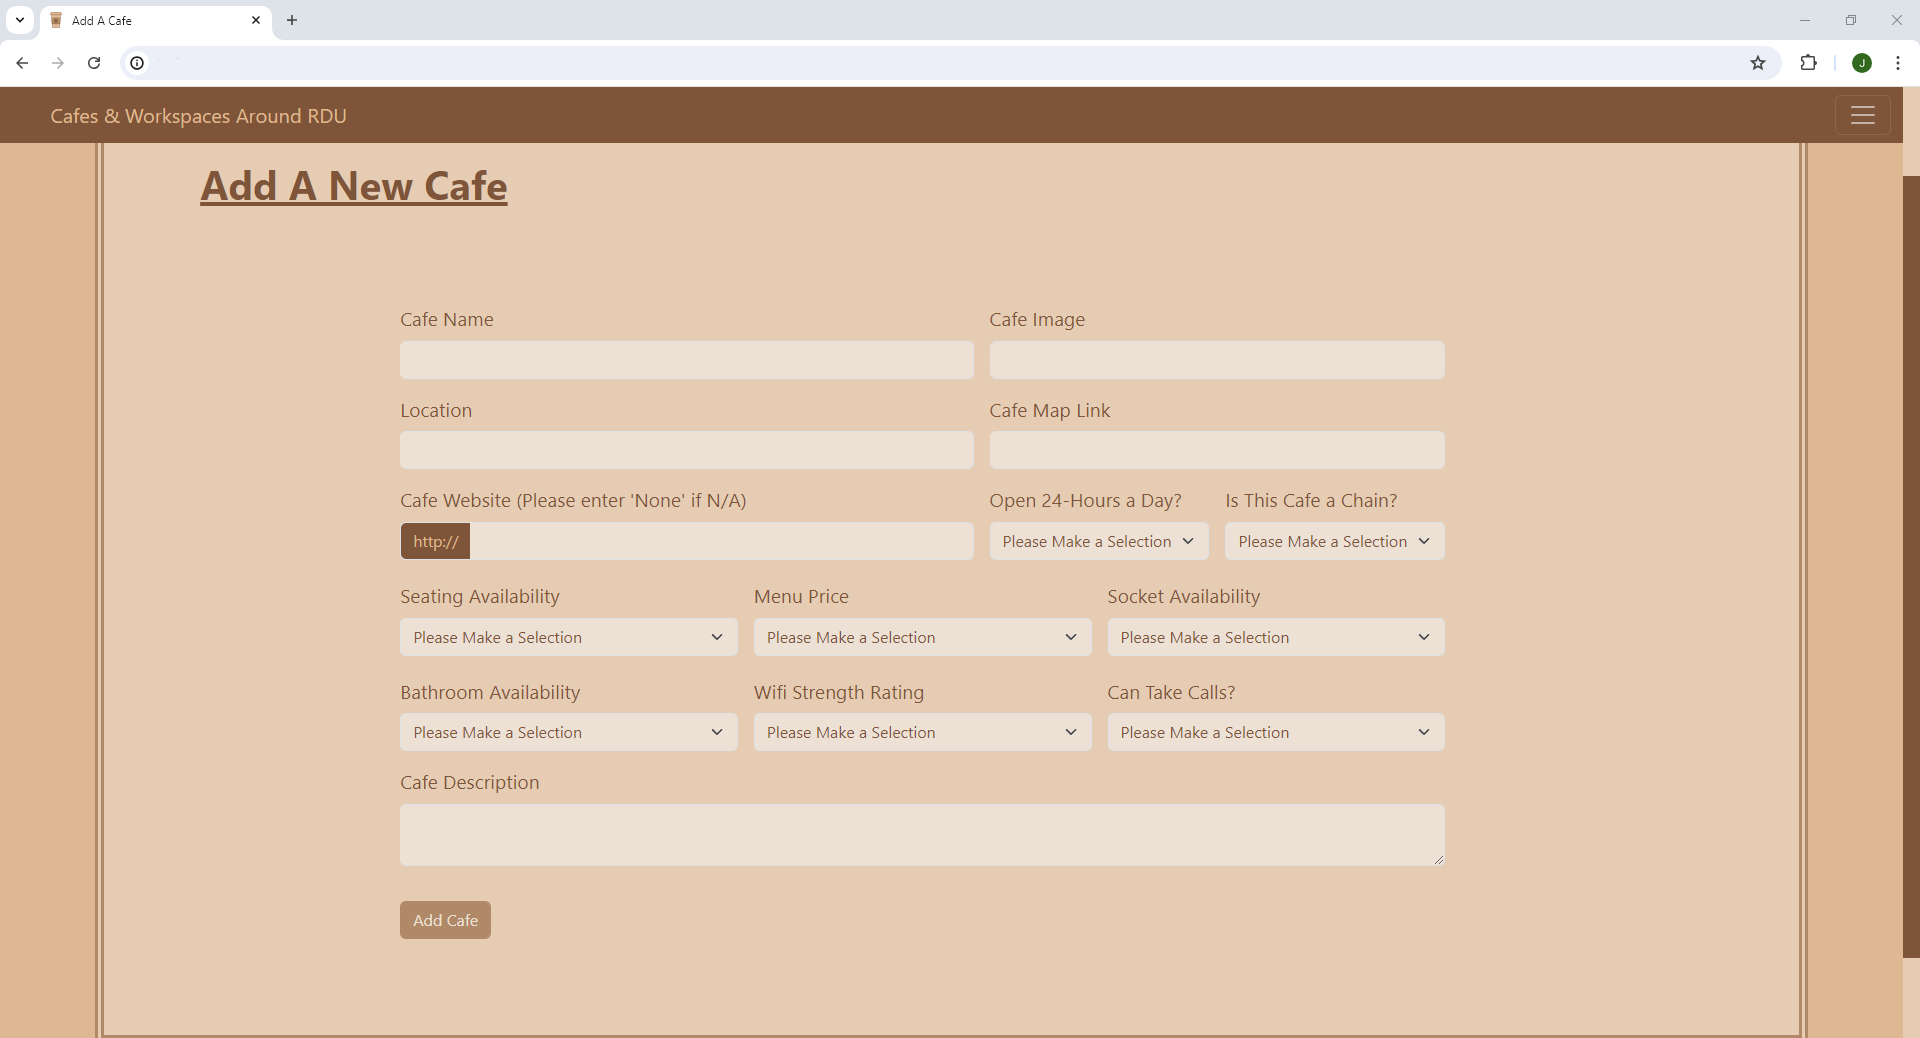 Add A Cafe
J
Cafes & Workspaces Around RDU
Add A New Cafe
Cafe Name Cafe Image
Location Cafe Map Link
Cafe Website (Please enter 'None' if N/A) Open 24-Hours a Day? Is This Cafe a Chain?
http:// Please Make a Selection Please Make a Selection
Seating Availability Menu Price Socket Availability
Please Make a Selection Please Make a Selection Please Make a Selection
Bathroom Availability Wifi Strength Rating Can Take Calls?
Please Make a Selection Please Make a Selection Please Make a Selection
Cafe Description
Add Cafe